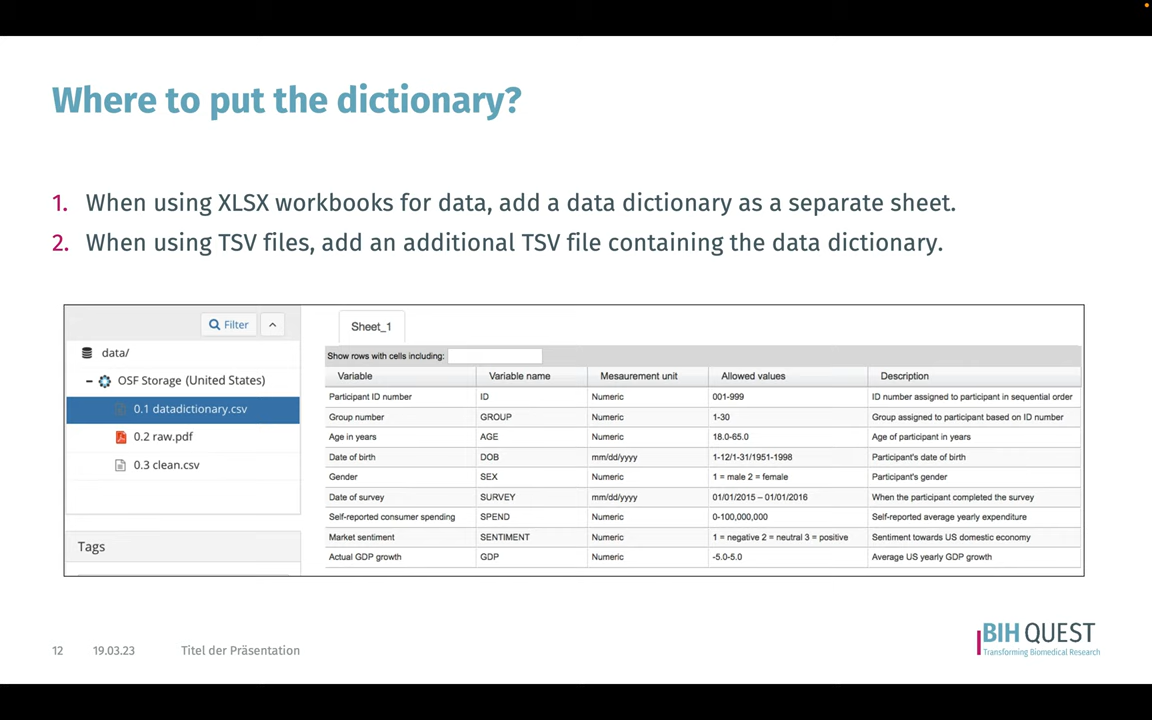 Where to put the dictionary?
1. When using XLSX workbooks for data, add a data dictionary as a separate sheet.
2. When using TSV files, add an additional TSV file containing the data dictionary.
Filter
data/
OSF Storage (United States)
0.1 datadictionary.csv
0.2 raw.pdf
0.3 clean.csv
Tags
Sheet_1
Show rows with cells including:
Variable Variable name Mesaurement unit Allowed values Description
Participant ID number ID Numeric 001-999 ID number assigned to participant in sequential order
Group number GROUP Numeric 1-30 Group assigned to participant based on ID number
Age in years AGE Numeric 18.0-65.0 Age of participant in years
Date of birth DOB mm/dd/yyyy 1-12/1-31/1951-1998 Participant's date of birth
Gender SEX Numeric 1 = male 2 = female Participant's gender
Date of survey SURVEY mm/dd/yyyy 01/01/2015 – 01/01/2016 When the participant completed the survey
Self-reported consumer spending SPEND Numeric 0-100,000,000 Self-reported average yearly expenditure
Market sentiment SENTIMENT Numeric 1 = negative 2 = neutral 3 = positive Sentiment towards US domestic economy
Actual GDP growth GDP Numeric -5.0-5.0 Average US yearly GDP growth
12 19.03.23 Titel der Präsentation
BIH QUEST
Transforming Biomedical Research